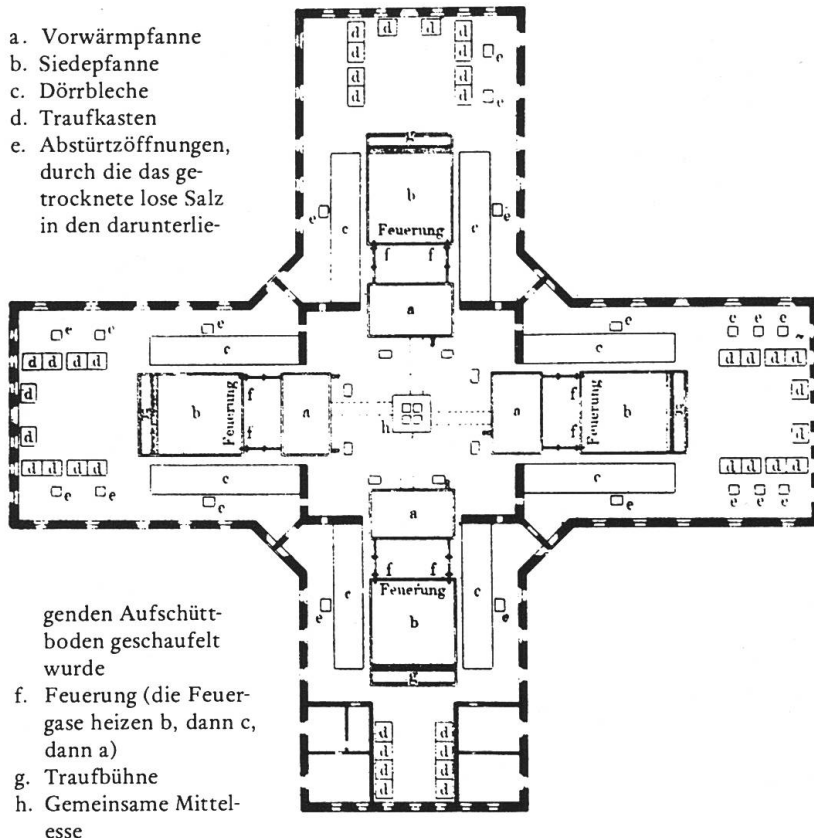 a. Vorwärmpfanne
b. Siedepfanne
c. Dörrbleche
d. Traufkasten
e. Abstürtzöffnungen,
durch die das ge-
trocknete lose Salz
in den darunterlie-
genden Aufschütt-
boden geschaufelt
wurde
f. Feuerung (die Feuer-
gase heizen b, dann c,
dann a)
g. Traufbühne
h. Gemeinsame Mittel-
esse
d d d d
d d e
d d
d d e
g
b
e c c e
Feuerung
f f
a
e e e e e e e
c c
d d d d d d d d
d d
g b Feuerung f a a f Feuerung b g
h
d f f d
d d d d d d d d
c c
e e e e e e e
a
f f
Feuerung
e c c e
b
g
d d
d d
d d
d d